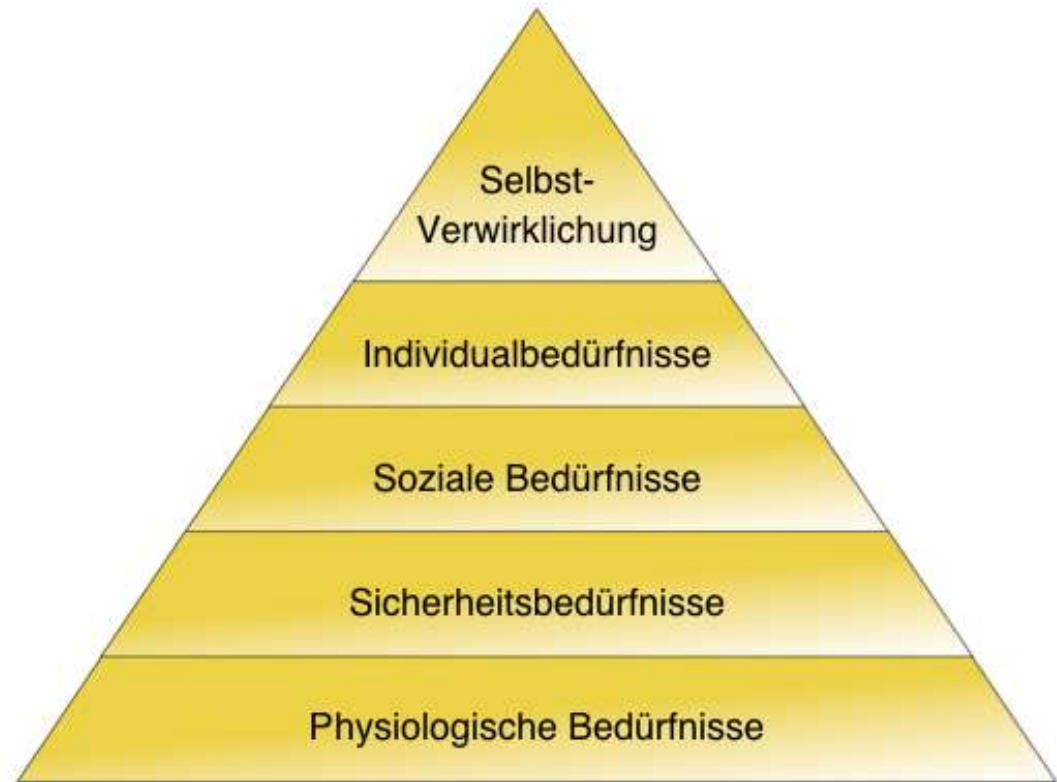 Selbst-
Verwirklichung
Individualbedürfnisse
Soziale Bedürfnisse
Sicherheitsbedürfnisse
Physiologische Bedürfnisse